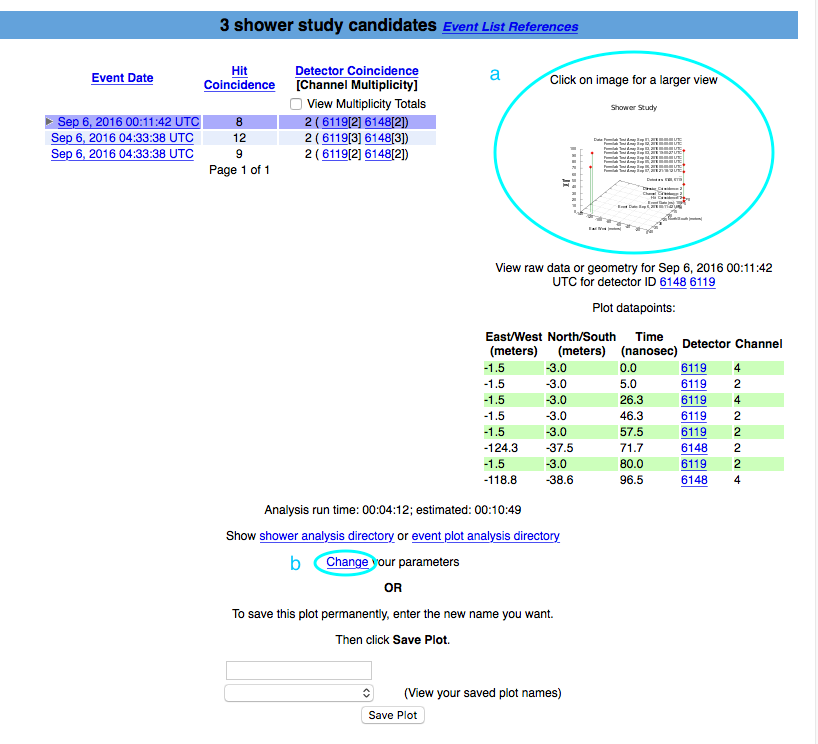 3 shower study candidates Event List References
Event Date
Hit Coincidence
Detector Coincidence
[Channel Multiplicity]
View Multiplicity Totals
Sep 6, 2016 00:11:42 UTC 8 2 ( 6119[2] 6148[2])
Sep 6, 2016 04:33:38 UTC 12 2 ( 6119[3] 6148[3])
Sep 6, 2016 04:33:38 UTC 9 2 ( 6119[2] 6148[2])
Page 1 of 1
a
Click on image for a larger view
Shower Study
East West (meters)
North/South (meters)
View raw data or geometry for Sep 6, 2016 00:11:42
UTC for detector ID 6148 6119
Plot datapoints:
East/West North/South Time
(meters) (meters) (nanosec) Detector Channel
-1.5 -3.0 0.0 6119 4
-1.5 -3.0 5.0 6119 2
-1.5 -3.0 26.3 6119 4
-1.5 -3.0 46.3 6119 2
-1.5 -3.0 57.5 6119 2
-124.3 -37.5 71.7 6148 2
-1.5 -3.0 80.0 6119 2
-118.8 -38.6 96.5 6148 4
Analysis run time: 00:04:12; estimated: 00:10:49
Show shower analysis directory or event plot analysis directory
b Change your parameters
OR
To save this plot permanently, enter the new name you want.
Then click Save Plot.
(View your saved plot names)
Save Plot